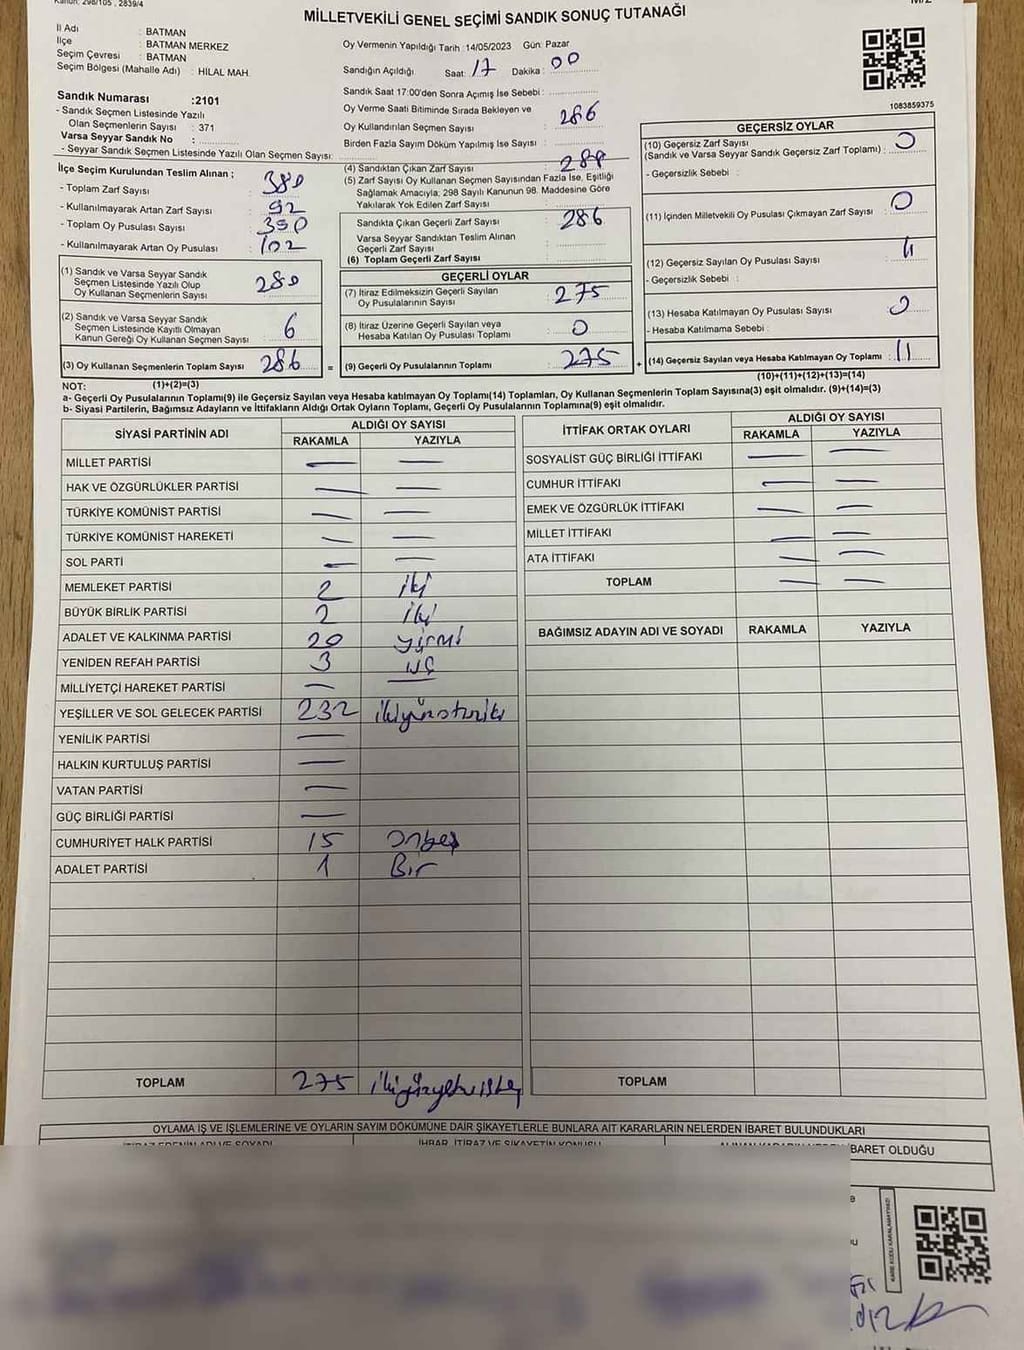 Kanun: 298/105 , 2839/4
MİLLETVEKİLİ GENEL SEÇİMİ SANDIK SONUÇ TUTANAĞI
İl Adı : BATMAN
İlçe : BATMAN MERKEZ
Seçim Çevresi : BATMAN
Seçim Bölgesi (Mahalle Adı) : HİLAL MAH.
Sandık Numarası :2101
- Sandık Seçmen Listesinde Yazılı
Olan Seçmenlerin Sayısı : 371
Varsa Seyyar Sandık No :
- Seyyar Sandık Seçmen Listesinde Yazılı Olan Seçmen Sayısı:
Oy Vermenin Yapıldığı Tarih :14/05/2023 Gün: Pazar
Sandığın Açıldığı Saat: 17 Dakika : 00
Sandık Saat 17:00'den Sonra Açımış İse Sebebi :
Oy Verme Saati Bitiminde Sırada Bekleyen ve
Oy Kullandırılan Seçmen Sayısı : 286
Birden Fazla Sayım Döküm Yapılmış İse Sayısı :
1083859375
İlçe Seçim Kurulundan Teslim Alınan ;
- Toplam Zarf Sayısı : 380
- Kullanılmayarak Artan Zarf Sayısı : 92
- Toplam Oy Pusulası Sayısı : 390
- Kullanılmayarak Artan Oy Pusulası : 102
(1) Sandık ve Varsa Seyyar Sandık
Seçmen Listesinde Yazılı Olup
Oy Kullanan Seçmenlerin Sayısı : 280
(2) Sandık ve Varsa Seyyar Sandık
Seçmen Listesinde Kayıtlı Olmayan
Kanun Gereği Oy Kullanan Seçmen Sayısı : 6
(3) Oy Kullanan Seçmenlerin Toplam Sayısı : 286
(4) Sandıktan Çıkan Zarf Sayısı :
(5) Zarf Sayısı Oy Kullanan Seçmen Sayısından Fazla İse, Eşitliği
Sağlamak Amacıyla; 298 Sayılı Kanunun 98. Maddesine Göre
Yakılarak Yok Edilen Zarf Sayısı :
Sandıkta Çıkan Geçerli Zarf Sayısı : 286
Varsa Seyyar Sandıktan Teslim Alınan
Geçerli Zarf Sayısı :
(6) Toplam Geçerli Zarf Sayısı
GEÇERLİ OYLAR
(7) İtiraz Edilmeksizin Geçerli Sayılan
Oy Pusulalarının Sayısı : 275
(8) İtiraz Üzerine Geçerli Sayılan veya
Hesaba Katılan Oy Pusulası Toplamı : 0
= (9) Geçerli Oy Pusulalarının Toplamı : 275
GEÇERSİZ OYLAR
(10) Geçersiz Zarf Sayısı
(Sandık ve Varsa Seyyar Sandık Geçersiz Zarf Toplamı) : 0
- Geçersizlik Sebebi :
(11) İçinden Milletvekili Oy Pusulası Çıkmayan Zarf Sayısı : 0
(12) Geçersiz Sayılan Oy Pusulası Sayısı : 11
- Geçersizlik Sebebi :
(13) Hesaba Katılmayan Oy Pusulası Sayısı : 0
- Hesaba Katılmama Sebebi :
+ (14) Geçersiz Sayılan veya Hesaba Katılmayan Oy Toplamı : 11
NOT: (1)+(2)=(3)
(10)+(11)+(12)+(13)=(14)
a- Geçerli Oy Pusulalarının Toplamı(9) ile Geçersiz Sayılan veya Hesaba katılmayan Oy Toplamı(14) Toplamları, Oy Kullanan Seçmenlerin Toplam Sayısına(3) eşit olmalıdır. (9)+(14)=(3)
b- Siyasi Partilerin, Bağımsız Adayların ve İttifakların Aldığı Ortak Oyların Toplamı, Geçerli Oy Pusulalarının Toplamına(9) eşit olmalıdır.
SİYASİ PARTİNİN ADI ALDIĞI OY SAYISI
RAKAMLA YAZIYLA
MİLLET PARTİSİ — —
HAK VE ÖZGÜRLÜKLER PARTİSİ — —
TÜRKİYE KOMÜNİST PARTİSİ — —
TÜRKİYE KOMÜNİST HAREKETİ — —
SOL PARTİ — —
MEMLEKET PARTİSİ 2 iki
BÜYÜK BİRLİK PARTİSİ 2 iki
ADALET VE KALKINMA PARTİSİ 20 yirmi
YENİDEN REFAH PARTİSİ 3 üç
MİLLİYETÇİ HAREKET PARTİSİ — —
YEŞİLLER VE SOL GELECEK PARTİSİ 232 ikiyüzotuziki
YENİLİK PARTİSİ —
HALKIN KURTULUŞ PARTİSİ —
VATAN PARTİSİ —
GÜÇ BİRLİĞİ PARTİSİ —
CUMHURİYET HALK PARTİSİ 15 onbeş
ADALET PARTİSİ 1 Bir
TOPLAM 275 ikiyüzyetmişbeş
İTTİFAK ORTAK OYLARI ALDIĞI OY SAYISI
RAKAMLA YAZIYLA
SOSYALİST GÜÇ BİRLİĞİ İTTİFAKI — —
CUMHUR İTTİFAKI — —
EMEK VE ÖZGÜRLÜK İTTİFAKI — —
MİLLET İTTİFAKI — —
ATA İTTİFAKI — —
TOPLAM — —
BAĞIMSIZ ADAYIN ADI VE SOYADI RAKAMLA YAZIYLA
TOPLAM
OYLAMA İŞ VE İŞLEMLERİNE VE OYLARIN SAYIM DÖKÜMÜNE DAİR ŞİKAYETLERLE BUNLARA AİT KARARLARIN NELERDEN İBARET BULUNDUKLARI
İTİRAZ EDENİN ADI VE SOYADI İHBAR, İTİRAZ VE ŞİKAYETİN KONUSU İBARET OLDUĞU